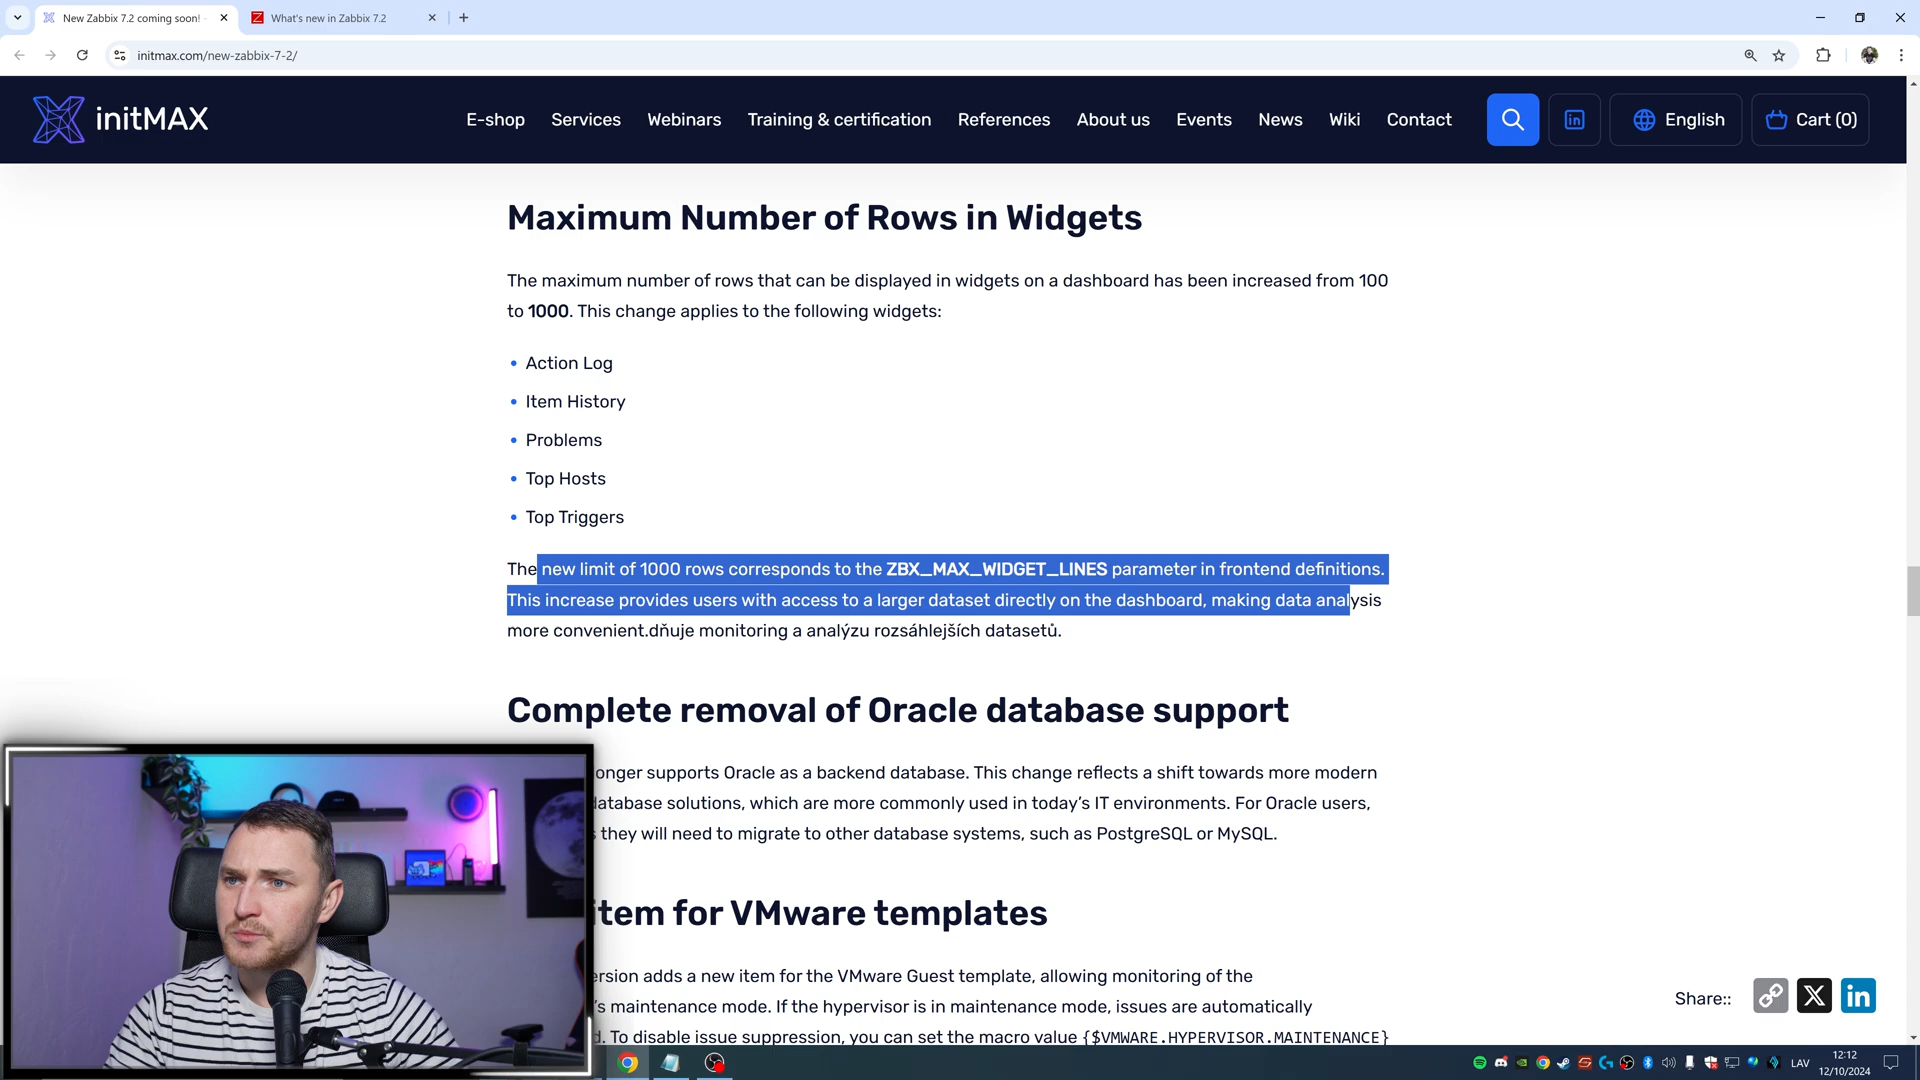 New Zabbix 7.2 coming soon! -
What's new in Zabbix 7.2
initmax.com/new-zabbix-7-2/
initMAX
E-shop
Services
Webinars
Training & certification
References
About us
Events
News
Wiki
Contact
in
English
Cart (0)
Maximum Number of Rows in Widgets
The maximum number of rows that can be displayed in widgets on a dashboard has been increased from 100
to 1000. This change applies to the following widgets:
• Action Log
• Item History
• Problems
• Top Hosts
• Top Triggers
The new limit of 1000 rows corresponds to the ZBX_MAX_WIDGET_LINES parameter in frontend definitions.
This increase provides users with access to a larger dataset directly on the dashboard, making data analysis
more convenient.dňuje monitoring a analýzu rozsáhlejších datasetů.
Complete removal of Oracle database support
onger supports Oracle as a backend database. This change reflects a shift towards more modern
database solutions, which are more commonly used in today's IT environments. For Oracle users,
s they will need to migrate to other database systems, such as PostgreSQL or MySQL.
item for VMware templates
ersion adds a new item for the VMware Guest template, allowing monitoring of the
's maintenance mode. If the hypervisor is in maintenance mode, issues are automatically
d. To disable issue suppression, you can set the macro value {$VMWARE.HYPERVISOR.MAINTENANCE}
Share::
X
in
LAV
12:12
12/10/2024